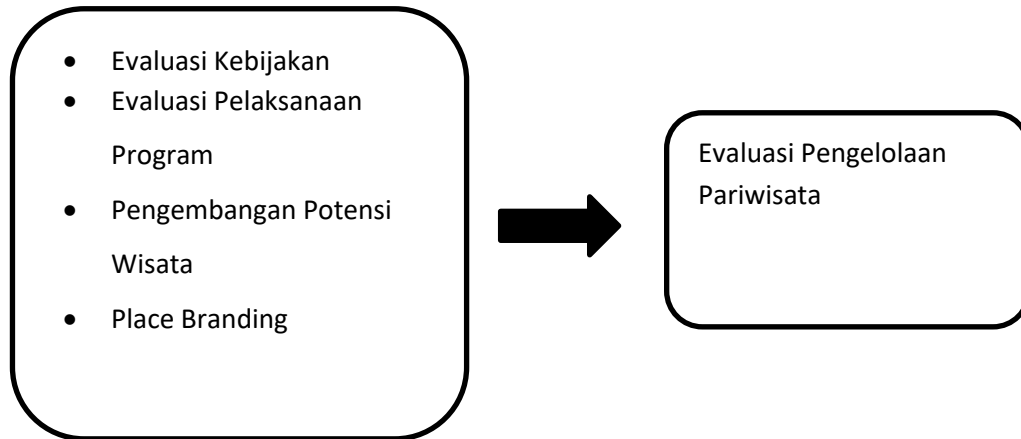 • Evaluasi Kebijakan
• Evaluasi Pelaksanaan
Program
• Pengembangan Potensi
Wisata
• Place Branding
Evaluasi Pengelolaan
Pariwisata